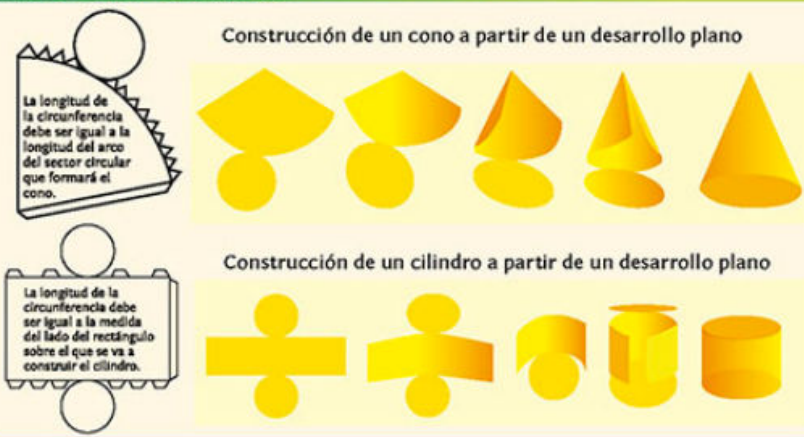 Construcción de un cono a partir de un desarrollo plano
La longitud de
la circunferencia
debe ser igual a la
longitud del arco
del sector circular
que formará el
cono.
Construcción de un cilindro a partir de un desarrollo plano
La longitud de la
circunferencia debe
ser igual a la medida
del lado del rectángulo
sobre el que se va a
construir el cilindro.